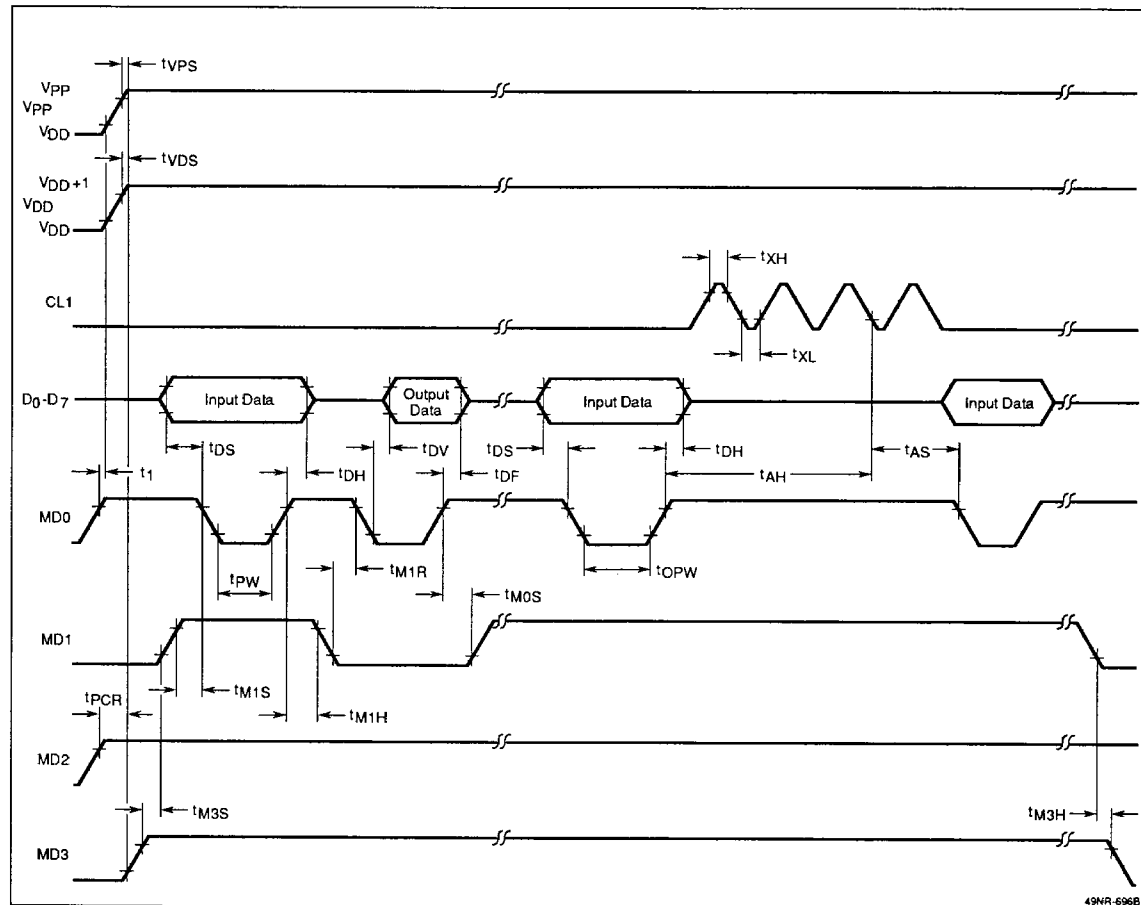 tVPS
VPP
VPP
VDD
tVDS
VDD+1
VDD
VDD
tXH
CL1
tXL
D0-D7
Input Data
Output
Data
Input Data
Input Data
tDS
tDV
tDS
tDH
tAS
t1
tDH
tDF
tAH
MD0
tPW
tM1R
tOPW
tM0S
MD1
tPCR
tM1S
tM1H
MD2
tM3S
tM3H
MD3
49NR-696B